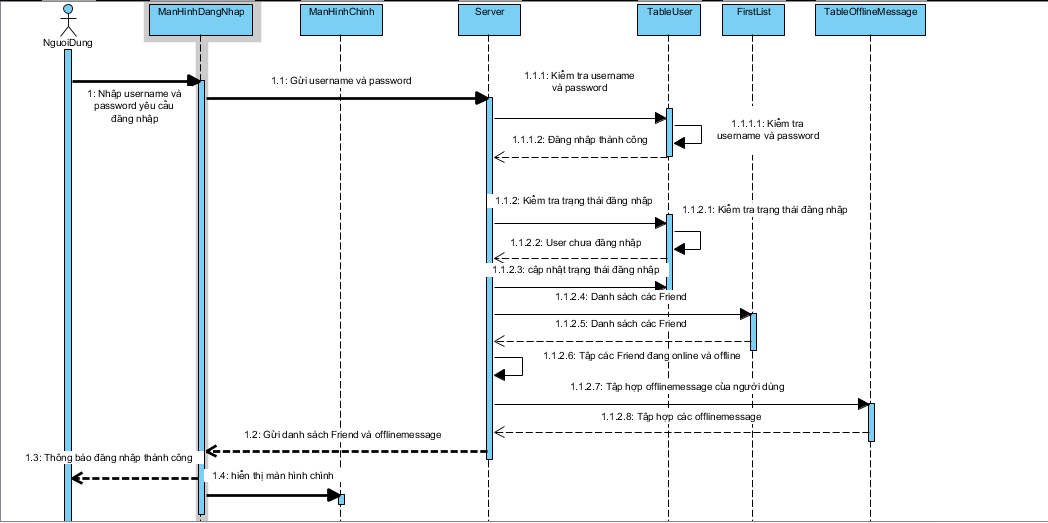 ManHinhDangNhap
ManHinhChinh
Server
TableUser
FirstList
TableOfflineMessage
NguoiDung
1: Nhập username và
password yêu cầu
đăng nhập
1.1: Gửi username và password
1.1.1: Kiểm tra username
và password
1.1.1.1: Kiểm tra
username và password
1.1.1.2: Đăng nhập thành công
1.1.2: Kiểm tra trạng thái đăng nhập
1.1.2.1: Kiểm tra trạng thái đăng nhập
1.1.2.2: User chưa đăng nhập
1.1.2.3: cập nhật trạng thái đăng nhập
1.1.2.4: Danh sách các Friend
1.1.2.5: Danh sách các Friend
1.1.2.6: Tập các Friend đang online và offline
1.1.2.7: Tập hợp offlinemessage của người dùng
1.1.2.8: Tập hợp các offlinemessage
1.2: Gửi danh sách Friend và offlinemessage
1.3: Thông báo đăng nhập thành công
1.4: hiển thị màn hình chính